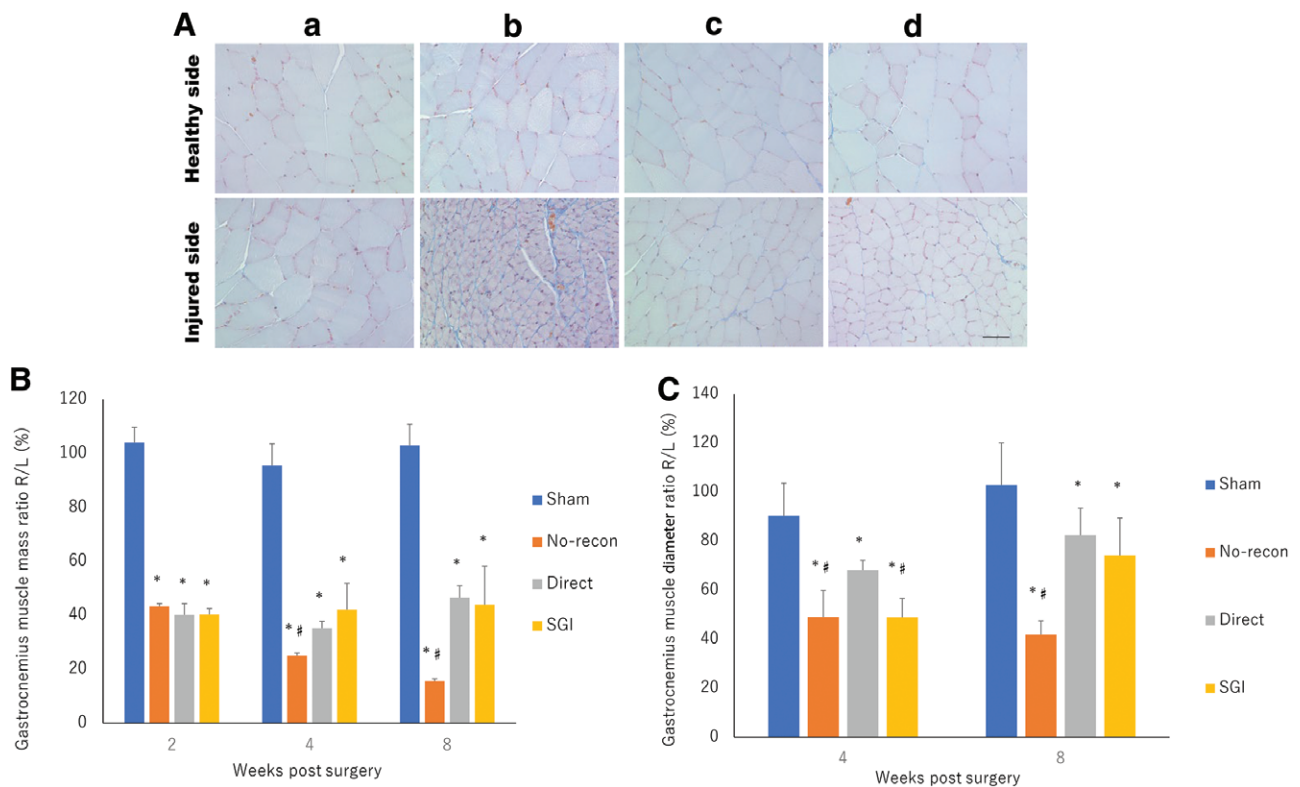 A a b c d
Healthy side
Injured side
B
Gastrocnemius muscle mass ratio R/L (%)
120
100
80
60
40
20
0
* * *
* # * *
* # * *
2 4 8
Weeks post surgery
Sham
No-recon
Direct
SGI
C
Gastrocnemius muscle diameter ratio R/L (%)
140
120
100
80
60
40
20
0
* # * * #
* # * *
4 8
Weeks post surgery
Sham
No-recon
Direct
SGI